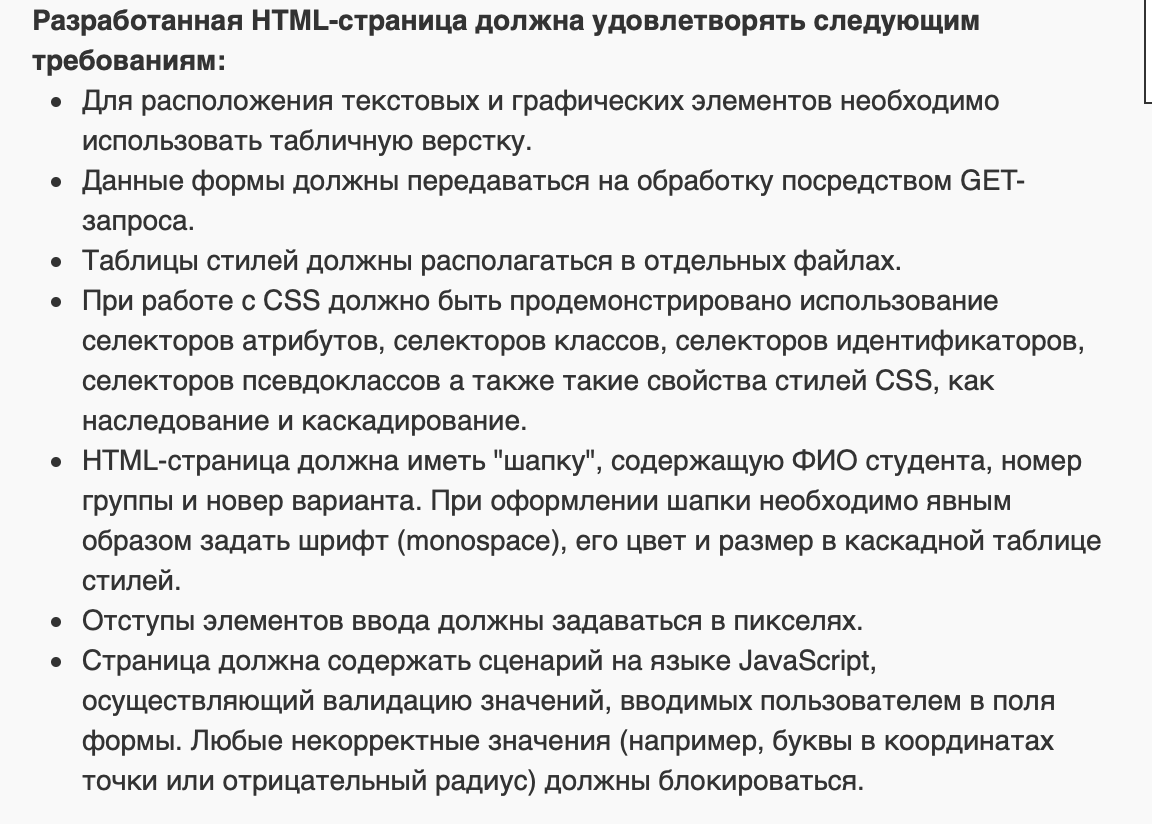 Разработанная HTML-страница должна удовлетворять следующим
требованиям:
• Для расположения текстовых и графических элементов необходимо
использовать табличную верстку.
• Данные формы должны передаваться на обработку посредством GET-
запроса.
• Таблицы стилей должны располагаться в отдельных файлах.
• При работе с CSS должно быть продемонстрировано использование
селекторов атрибутов, селекторов классов, селекторов идентификаторов,
селекторов псевдоклассов а также такие свойства стилей CSS, как
наследование и каскадирование.
• HTML-страница должна иметь "шапку", содержащую ФИО студента, номер
группы и новер варианта. При оформлении шапки необходимо явным
образом задать шрифт (monospace), его цвет и размер в каскадной таблице
стилей.
• Отступы элементов ввода должны задаваться в пикселях.
• Страница должна содержать сценарий на языке JavaScript,
осуществляющий валидацию значений, вводимых пользователем в поля
формы. Любые некорректные значения (например, буквы в координатах
точки или отрицательный радиус) должны блокироваться.